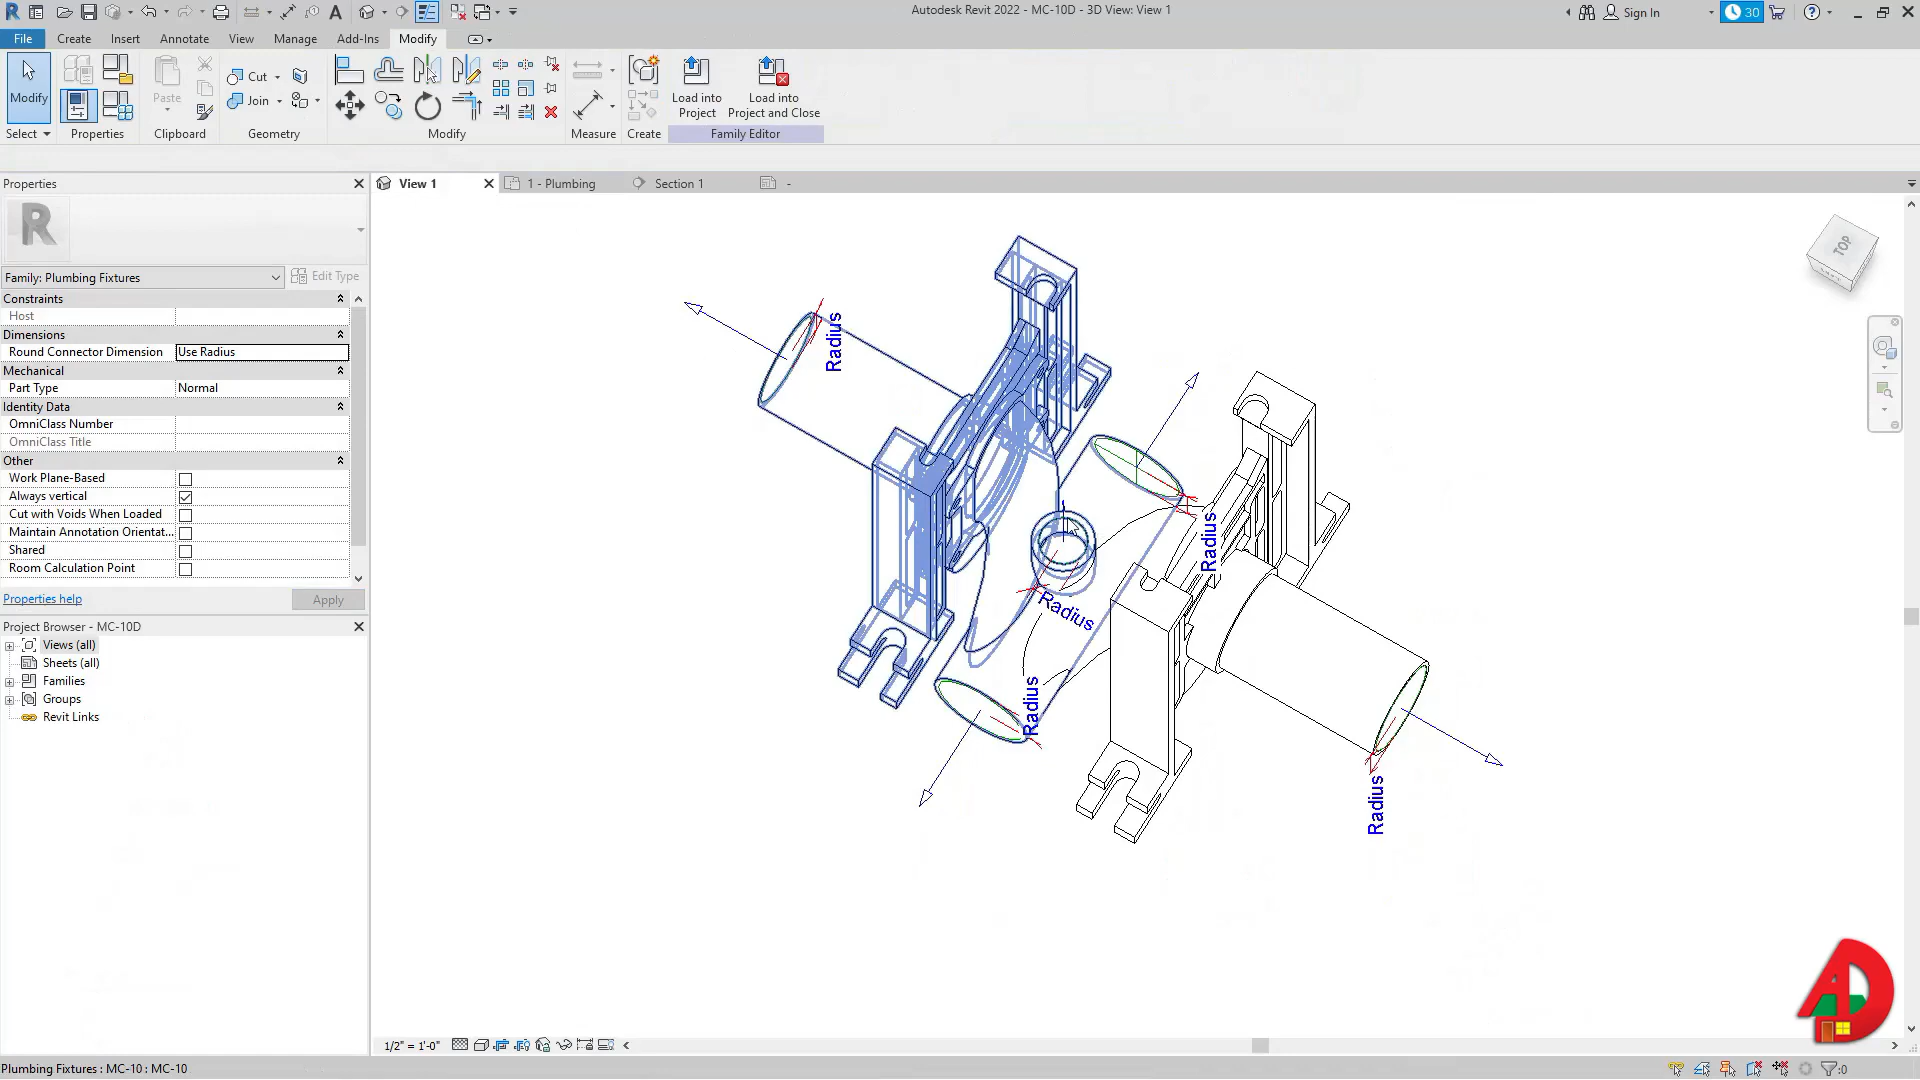 Autodesk Revit 2022 - MC-10D - 3D View: View 1
Sign In
30
File
Create
Insert
Annotate
View
Manage
Add-Ins
Modify
Modify
Paste
Cut
Join
Load into
Project
Load into
Project and Close
Select
Properties
Clipboard
Geometry
Modify
Measure
Create
Family Editor
Properties
View 1
1 - Plumbing
Section 1
-
Family: Plumbing Fixtures
Edit Type
Constraints
Host
Dimensions
Round Connector Dimension
Use Radius
Mechanical
Part Type
Normal
Identity Data
OmniClass Number
OmniClass Title
Other
Work Plane-Based
Always vertical
Cut with Voids When Loaded
Maintain Annotation Orientat...
Shared
Room Calculation Point
Properties help
Apply
Project Browser - MC-10D
Views (all)
Sheets (all)
Families
Groups
Revit Links
Radius
Radius
Radius
Radius
Radius
TOP
1/2" = 1'-0"
Plumbing Fixtures : MC-10 : MC-10
:0